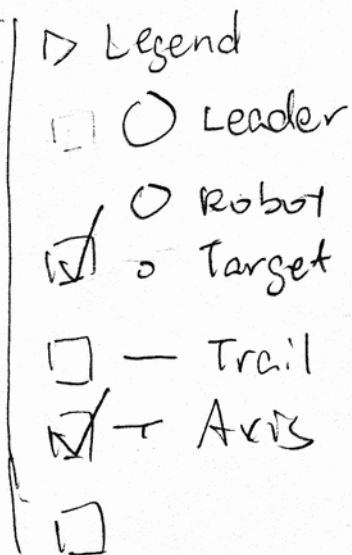 ▷ Legend
Leader
Robot
Target
Trail
Axis